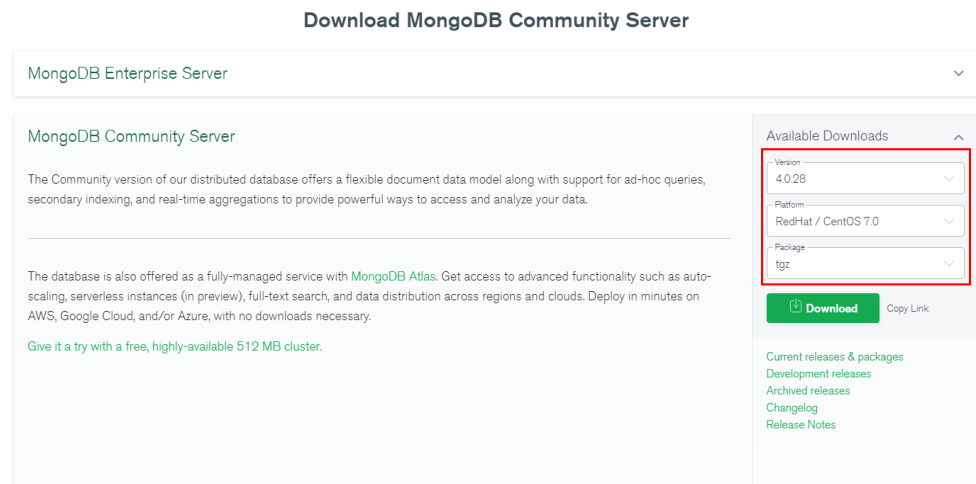 Download MongoDB Community Server
MongoDB Enterprise Server
MongoDB Community Server
The Community version of our distributed database offers a flexible document data model along with support for ad-hoc queries,
secondary indexing, and real-time aggregations to provide powerful ways to access and analyze your data.
The database is also offered as a fully-managed service with MongoDB Atlas. Get access to advanced functionality such as auto-
scaling, serverless instances (in preview), full-text search, and data distribution across regions and clouds. Deploy in minutes on
AWS, Google Cloud, and/or Azure, with no downloads necessary.
Give it a try with a free, highly-available 512 MB cluster.
Available Downloads
Version
4.0.28
Platform
RedHat / CentOS 7.0
Package
tgz
Download
Copy Link
Current releases & packages
Development releases
Archived releases
Changelog
Release Notes